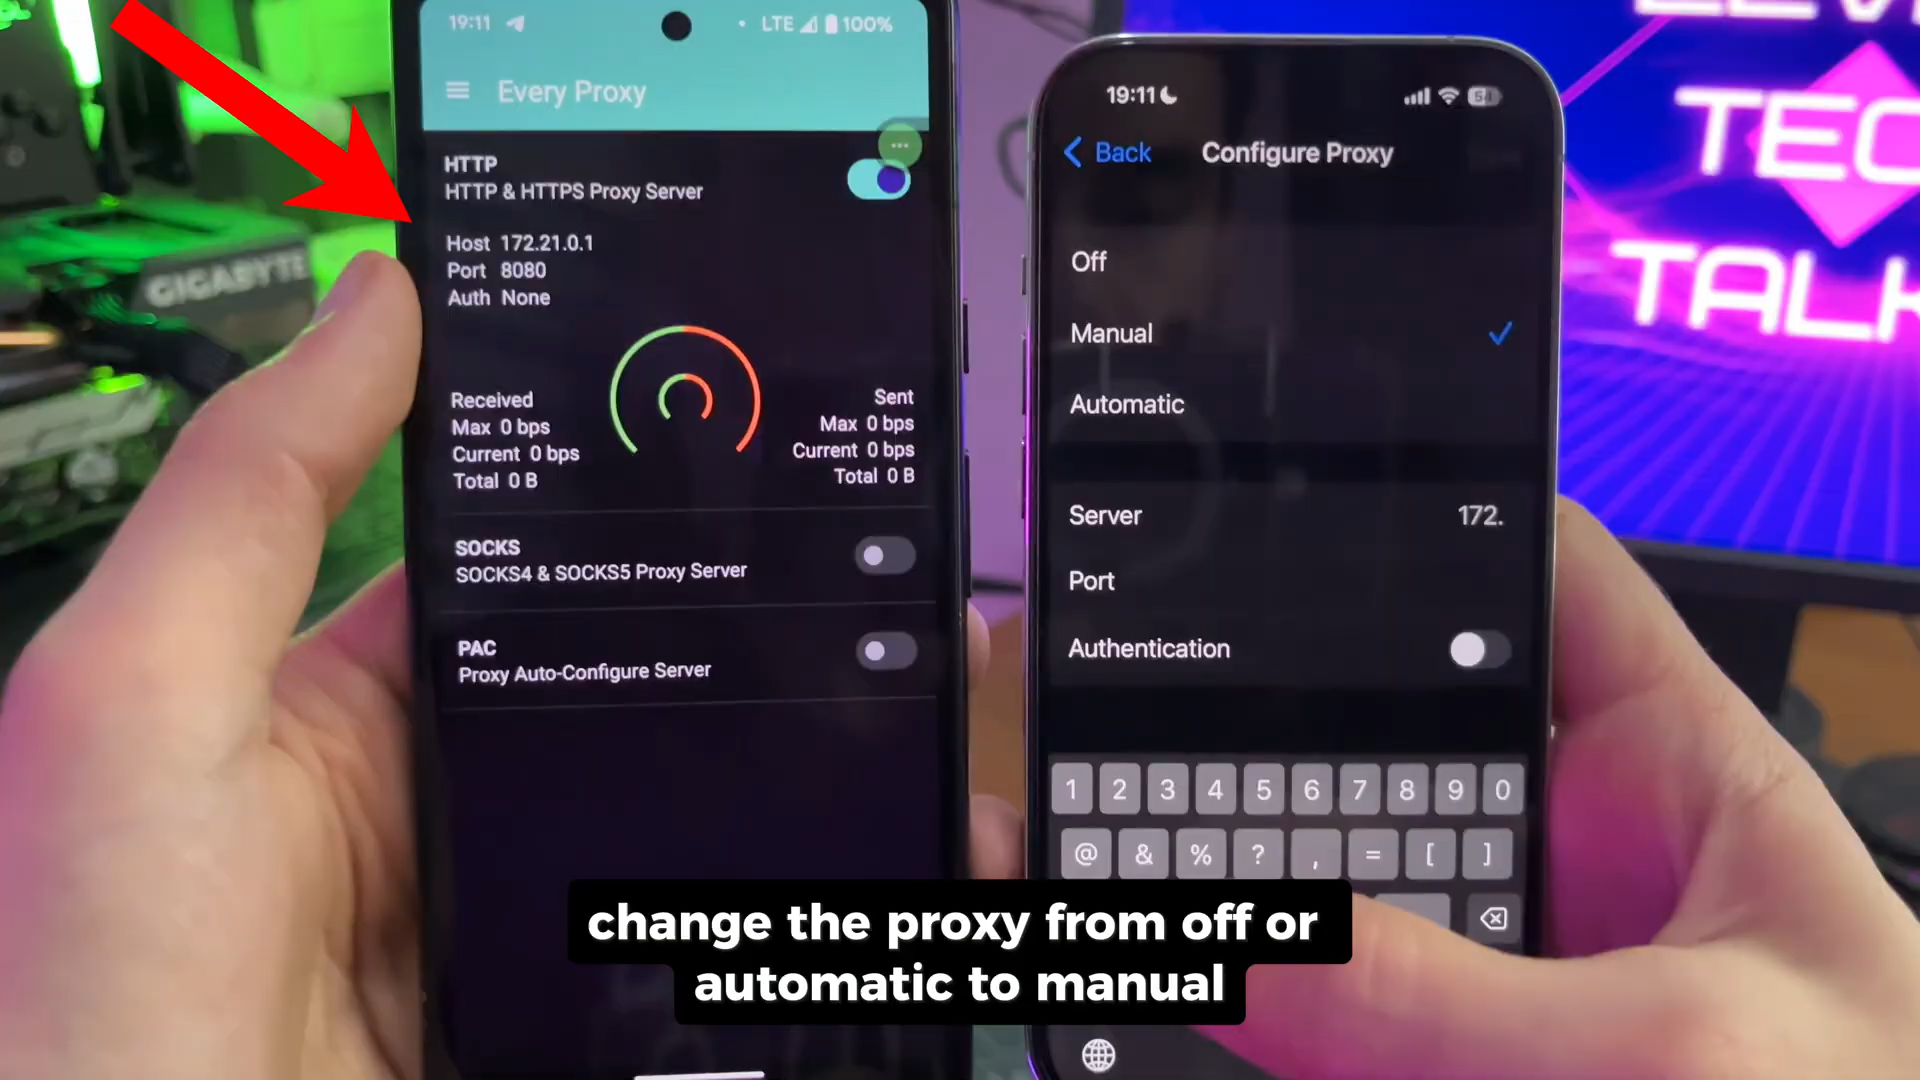 19:11
LTE 100%
Every Proxy
HTTP
HTTP & HTTPS Proxy Server
Host 172.21.0.1
Port 8080
Auth None
Received
Max 0 bps
Current 0 bps
Total 0 B
Sent
Max 0 bps
Current 0 bps
Total 0 B
SOCKS
SOCKS4 & SOCKS5 Proxy Server
PAC
Proxy Auto-Configure Server
19:11
54
Back
Configure Proxy
Off
Manual
Automatic
Server 172.
Port
Authentication
1 2 3 4 5 6 7 8 9 0
@ & % ? , = [ ]
GIGABYTE
TEC
TALK
change the proxy from off or
automatic to manual